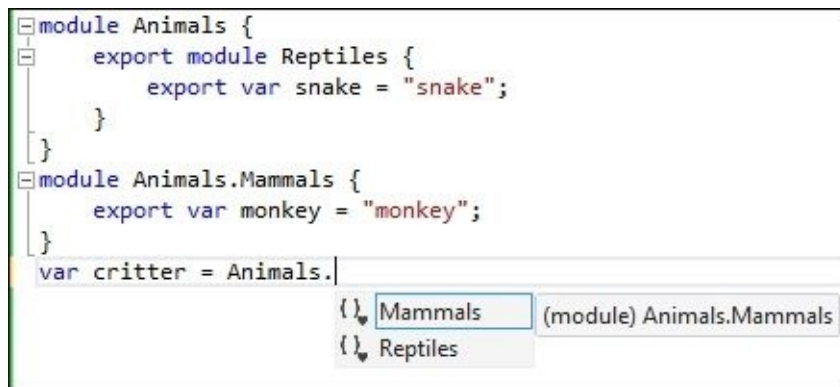 module Animals {
export module Reptiles {
export var snake = "snake";
}
}
module Animals.Mammals {
export var monkey = "monkey";
}
var critter = Animals.
{} Mammals (module) Animals.Mammals
{} Reptiles